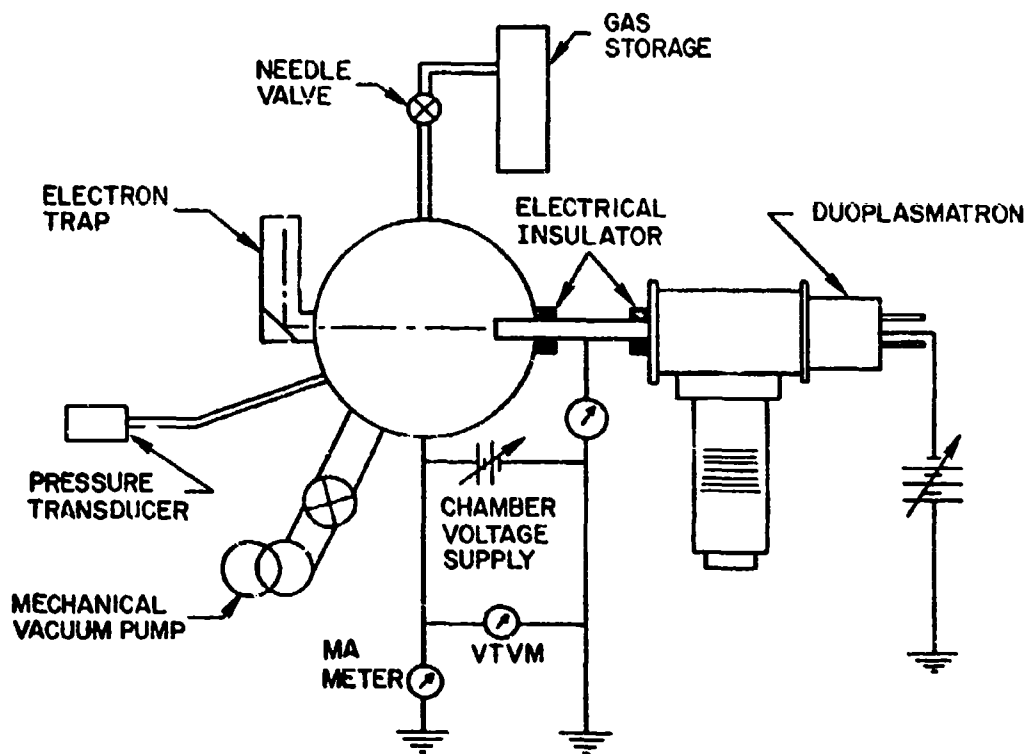 GAS
STORAGE
NEEDLE
VALVE
ELECTRON
TRAP
ELECTRICAL
INSULATOR
DUOPLASMATRON
PRESSURE
TRANSDUCER
CHAMBER
VOLTAGE
SUPPLY
MECHANICAL
VACUUM PUMP
MA
METER
VTVM